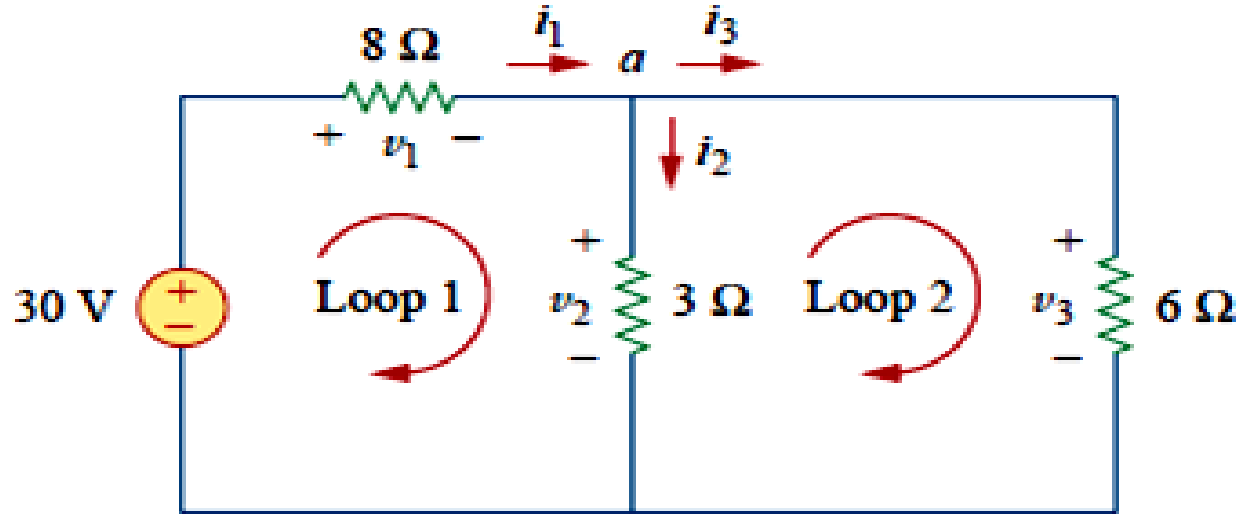 8 Ω
i₁
a
i₃
+ v₁ −
i₂
30 V
+
−
Loop 1
+
v₂
−
3 Ω
Loop 2
+
v₃
−
6 Ω